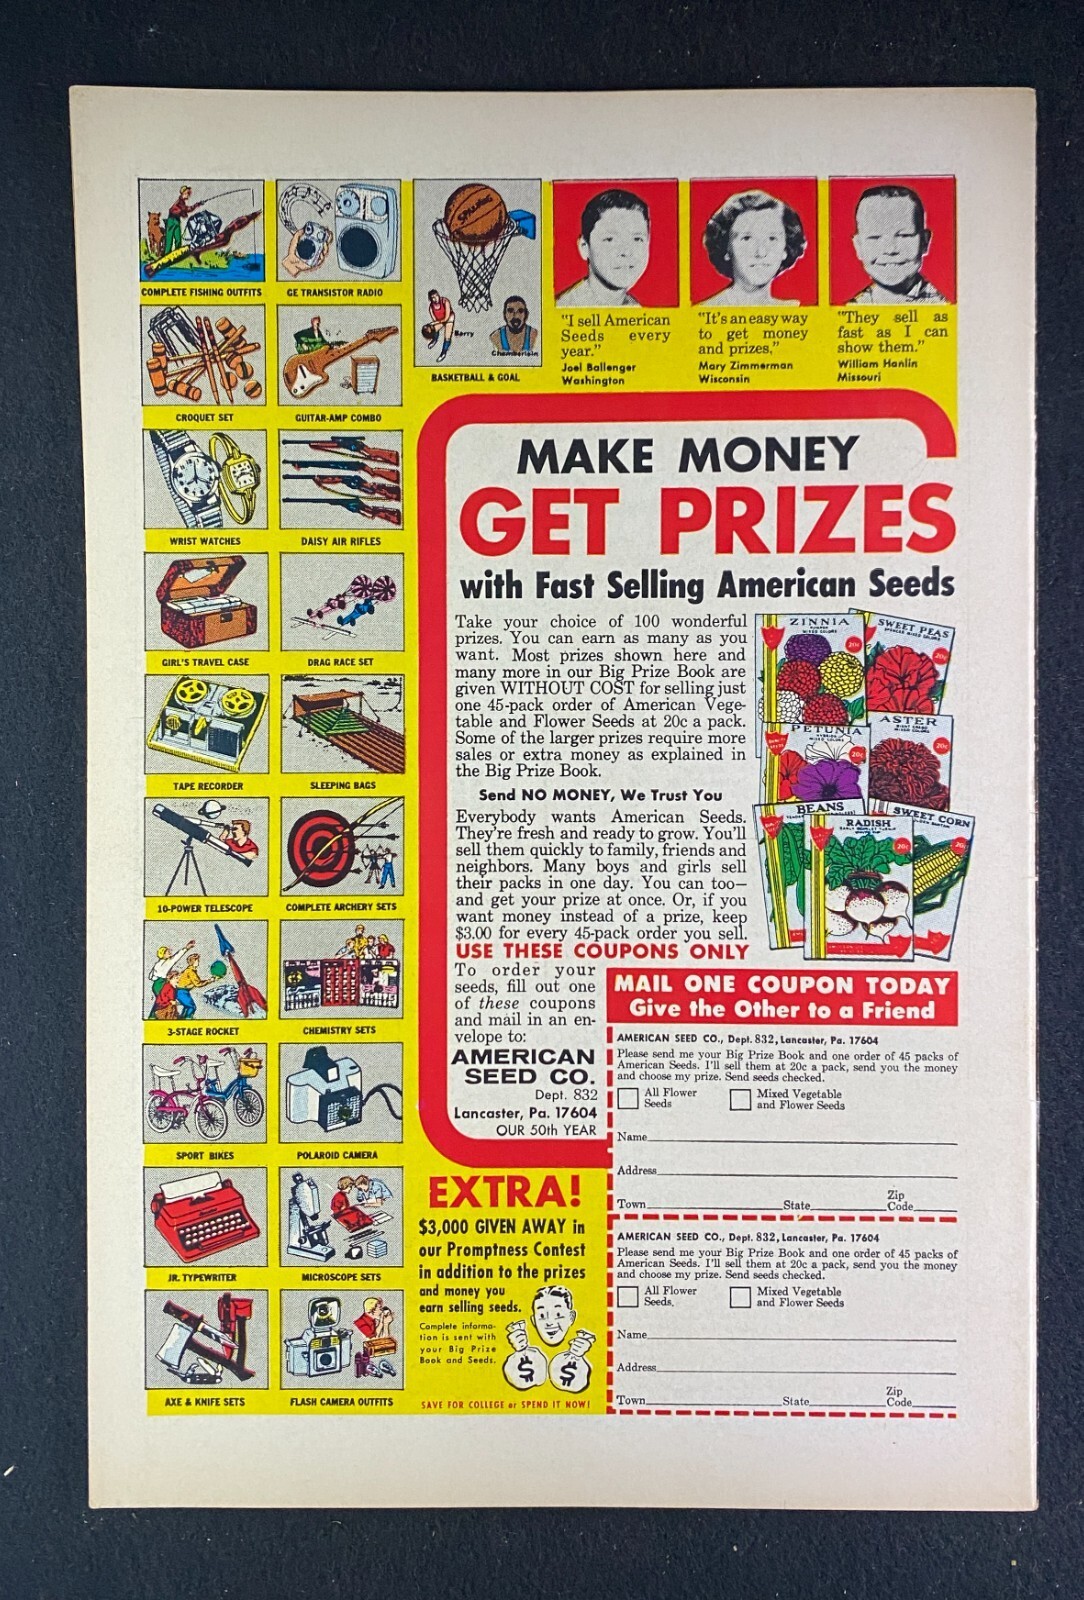 COMPLETE FISHING OUTFITS
GE TRANSISTOR RADIO
SPALDING
Barry
Chamberlain
BASKETBALL & GOAL
CROQUET SET
GUITAR-AMP COMBO
WRIST WATCHES
DAISY AIR RIFLES
GIRL'S TRAVEL CASE
DRAG RACE SET
TAPE RECORDER
SLEEPING BAGS
10-POWER TELESCOPE
COMPLETE ARCHERY SETS
3-STAGE ROCKET
CHEMISTRY SETS
SPORT BIKES
POLAROID CAMERA
JR. TYPEWRITER
MICROSCOPE SETS
AXE & KNIFE SETS
FLASH CAMERA OUTFITS
"I sell American
Seeds every
year."
Joel Ballenger
Washington
"It's an easy way
to get money
and prizes."
Mary Zimmerman
Wisconsin
"They sell as
fast as I can
show them."
William Hanlin
Missouri
MAKE MONEY
GET PRIZES
with Fast Selling American Seeds
Take your choice of 100 wonderful
prizes. You can earn as many as you
want. Most prizes shown here and
many more in our Big Prize Book are
given WITHOUT COST for selling just
one 45-pack order of American Vege-
table and Flower Seeds at 20c a pack.
Some of the larger prizes require more
sales or extra money as explained in
the Big Prize Book.
Send NO MONEY, We Trust You
Everybody wants American Seeds.
They're fresh and ready to grow. You'll
sell them quickly to family, friends and
neighbors. Many boys and girls sell
their packs in one day. You can too—
and get your prize at once. Or, if you
want money instead of a prize, keep
$3.00 for every 45-pack order you sell.
USE THESE COUPONS ONLY
To order your
seeds, fill out one
of these coupons
and mail in an en-
velope to:
AMERICAN
SEED CO.
Dept. 832
Lancaster, Pa. 17604
OUR 50th YEAR
ZINNIA
MIXED COLORS
20c
SWEET PEAS
SPENCER MIXED COLORS
20c
PETUNIA
MIXED COLORS
20c
ASTER
MIXED COLORS
20c
BEANS
SWEET CORN
20c
RADISH
20c
MAIL ONE COUPON TODAY
Give the Other to a Friend
AMERICAN SEED CO., Dept. 832, Lancaster, Pa. 17604
Please send me your Big Prize Book and one order of 45 packs of
American Seeds. I'll sell them at 20c a pack, send you the money
and choose my prize. Send seeds checked.
All Flower
Seeds
Mixed Vegetable
and Flower Seeds
Name
Address
Town State Zip
Code
AMERICAN SEED CO., Dept. 832, Lancaster, Pa. 17604
Please send me your Big Prize Book and one order of 45 packs of
American Seeds. I'll sell them at 20c a pack, send you the money
and choose my prize. Send seeds checked.
All Flower
Seeds.
Mixed Vegetable
and Flower Seeds
Name
Address
Town State Zip
Code
EXTRA!
$3,000 GIVEN AWAY in
our Promptness Contest
in addition to the prizes
and money you
earn selling seeds.
Complete informa-
tion is sent with
your Big Prize
Book and Seeds.
$ $
SAVE FOR COLLEGE or SPEND IT NOW!